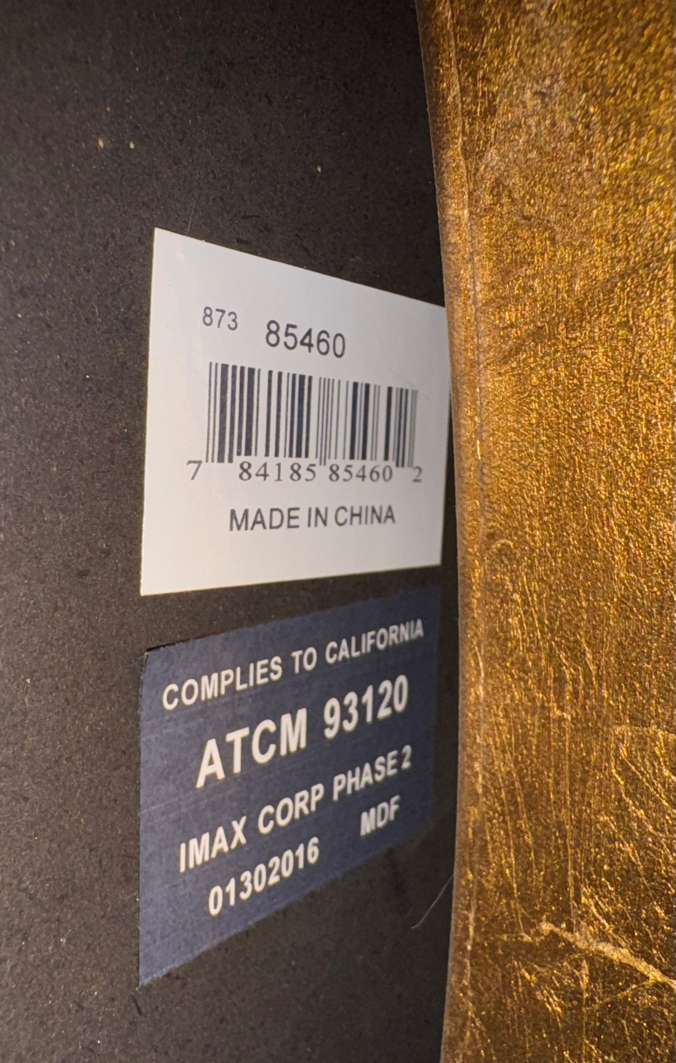 873 85460
7 84185 85460 2
MADE IN CHINA
COMPLIES TO CALIFORNIA
ATCM 93120
IMAX CORP PHASE 2
01302016 MDF